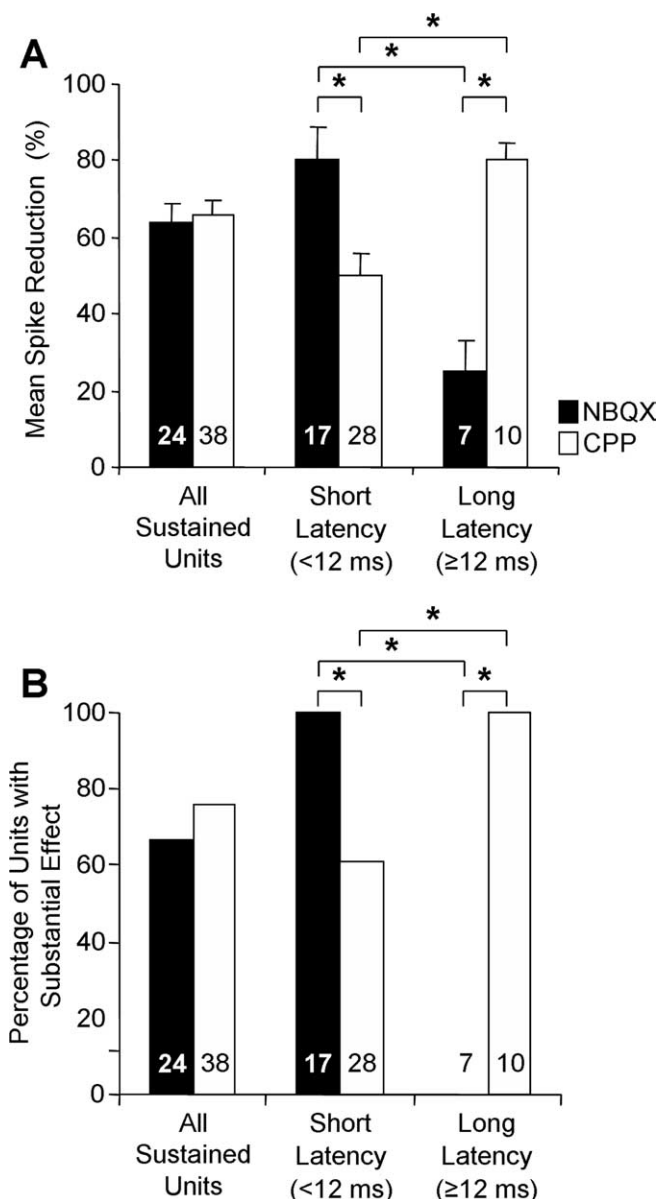 *
*
A
* *
100
80
60
40
20
0
Mean Spike Reduction (%)
24 38 17 28 7 10
NBQX
CPP
All Short Long
Sustained Latency Latency
Units (<12 ms) (≥12 ms)
*
*
B
* *
100
80
60
40
20
0
Percentage of Units with
Substantial Effect
24 38 17 28 7 10
All Short Long
Sustained Latency Latency
Units (<12 ms) (≥12 ms)